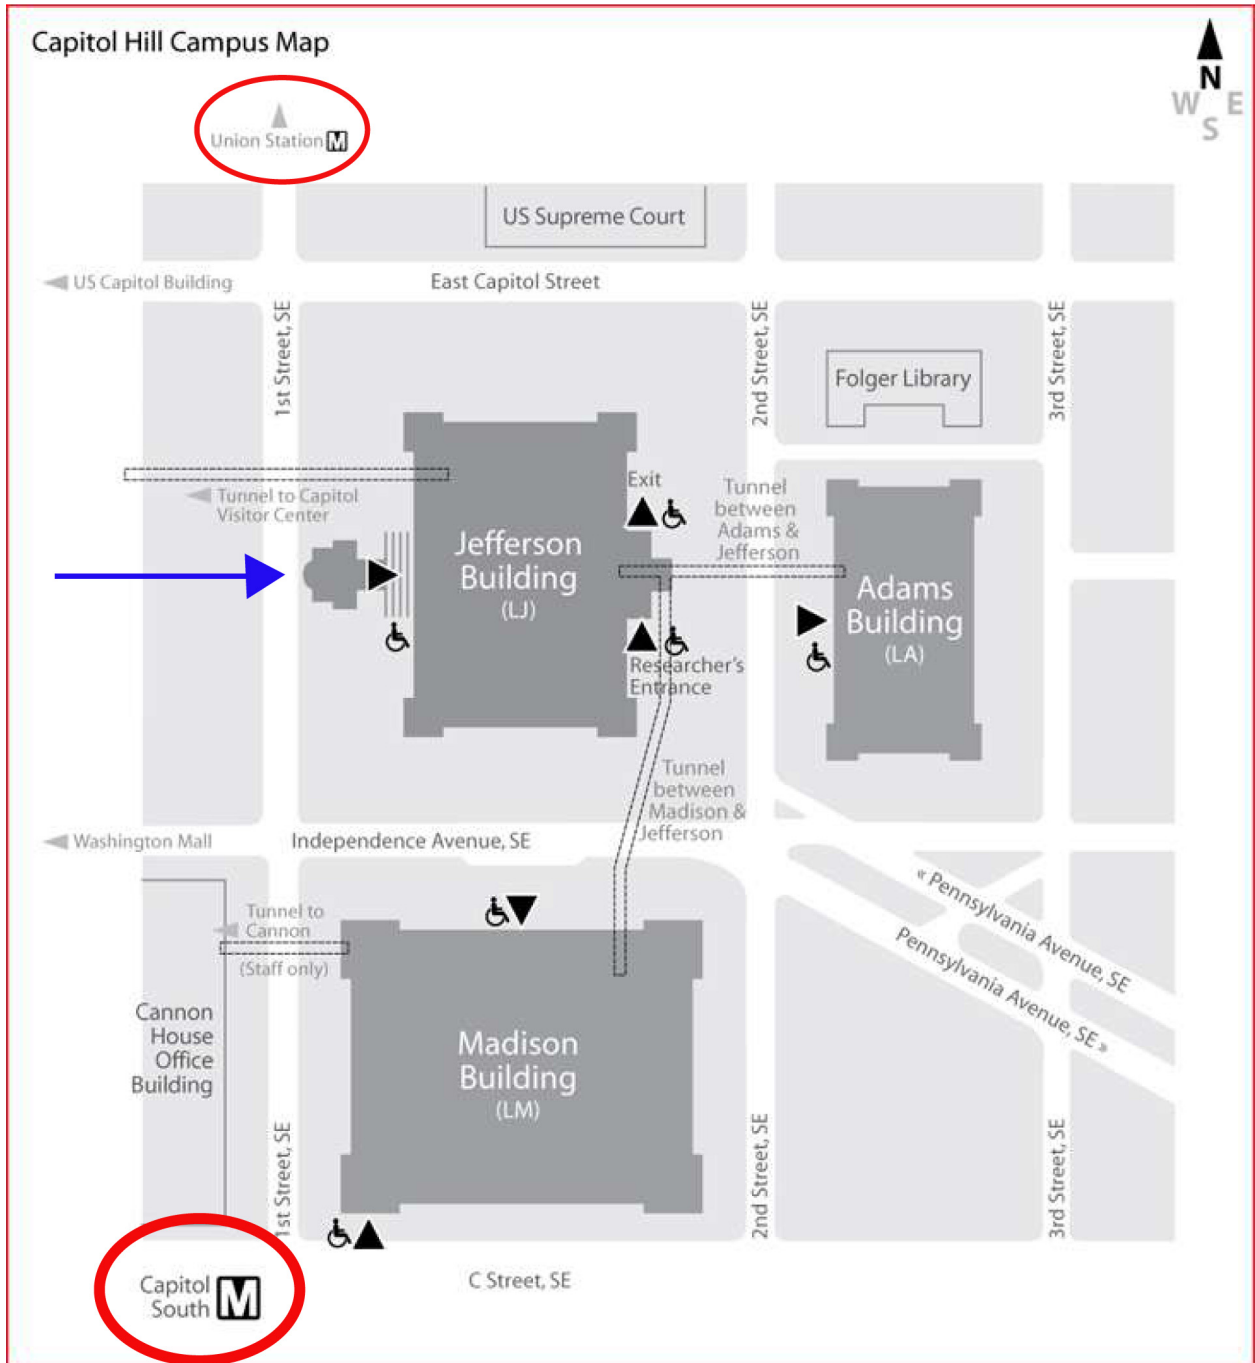 Capitol Hill Campus Map
N
W E
S
Union Station M
US Supreme Court
US Capitol Building
East Capitol Street
1st Street, SE
2nd Street, SE
3rd Street, SE
Folger Library
Tunnel to Capitol
Visitor Center
Exit
Tunnel
between
Adams &
Jefferson
Jefferson
Building
(LJ)
Adams
Building
(LA)
Researcher's
Entrance
Tunnel
between
Madison &
Jefferson
Washington Mall
Independence Avenue, SE
« Pennsylvania Avenue, SE
Pennsylvania Avenue, SE »
Tunnel to
Cannon
(Staff only)
Cannon
House
Office
Building
Madison
Building
(LM)
1st Street, SE
2nd Street, SE
3rd Street, SE
Capitol
South M
C Street, SE